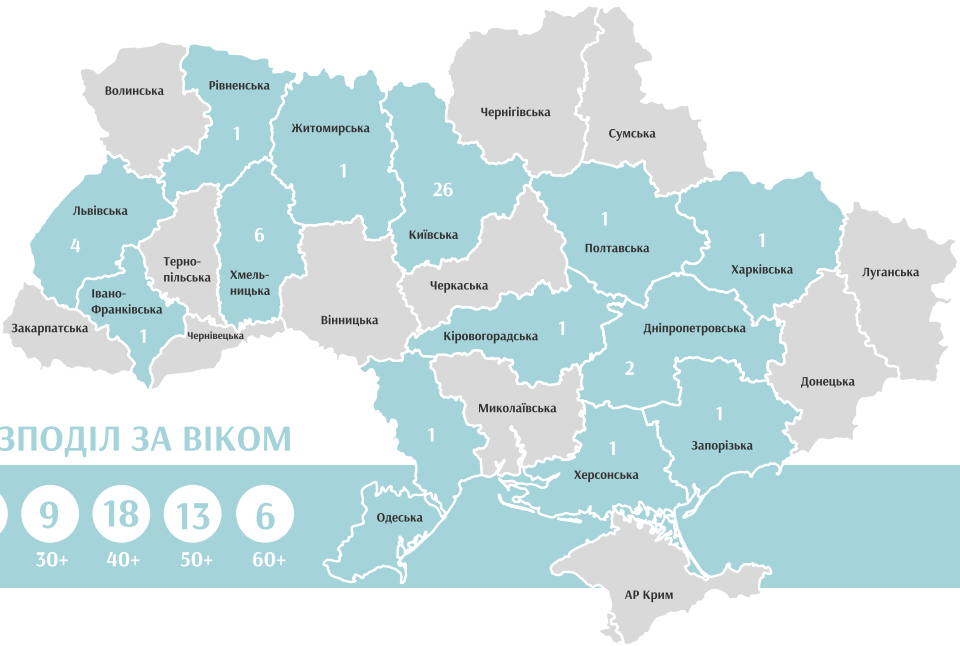 Волинська
Рівненська
1
Житомирська
1
26
Київська
Чернігівська
Сумська
Львівська
4
Терно-
пільська
6
Хмель-
ницька
Івано-
Франківська
1
Закарпатська
Чернівецька
Вінницька
Черкаська
1
Полтавська
1
Харківська
Луганська
Кіровогradська
1
Дніпропетровська
2
Донецька
Миколаївська
1
Запорізька
1
Херсонська
1
Одеська
АР Крим
ЗПОДІЛ ЗА ВІКОМ
9
18
13
6
30+
40+
50+
60+